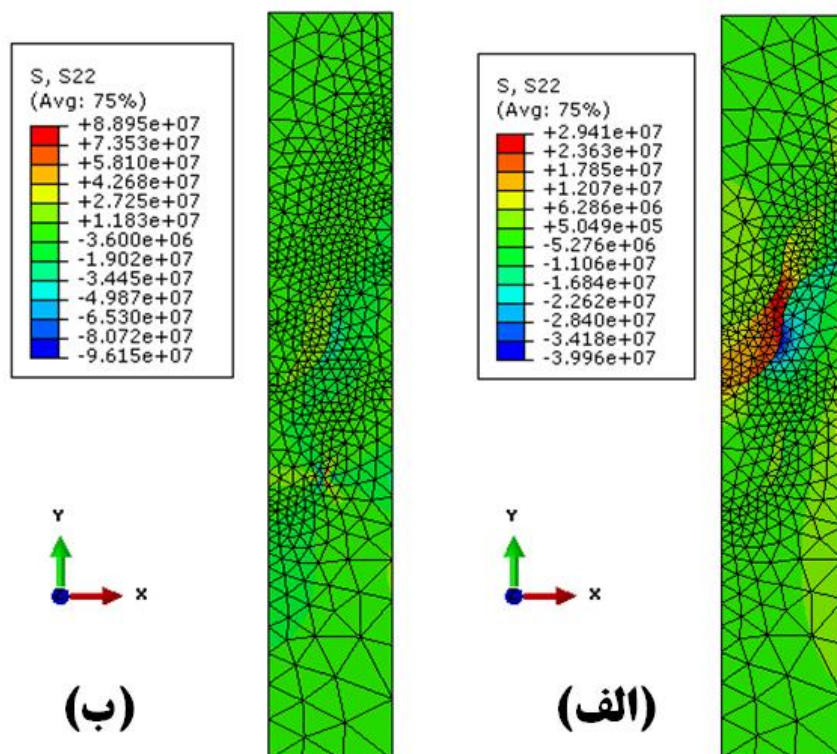 S, S22
(Avg: 75%)
+8.895e+07
+7.353e+07
+5.810e+07
+4.268e+07
+2.725e+07
+1.183e+07
-3.600e+06
-1.902e+07
-3.445e+07
-4.987e+07
-6.530e+07
-8.072e+07
-9.615e+07
Y
X
(ب)
S, S22
(Avg: 75%)
+2.941e+07
+2.363e+07
+1.785e+07
+1.207e+07
+6.286e+06
+5.049e+05
-5.276e+06
-1.106e+07
-1.684e+07
-2.262e+07
-2.840e+07
-3.418e+07
-3.996e+07
Y
X
(الف)